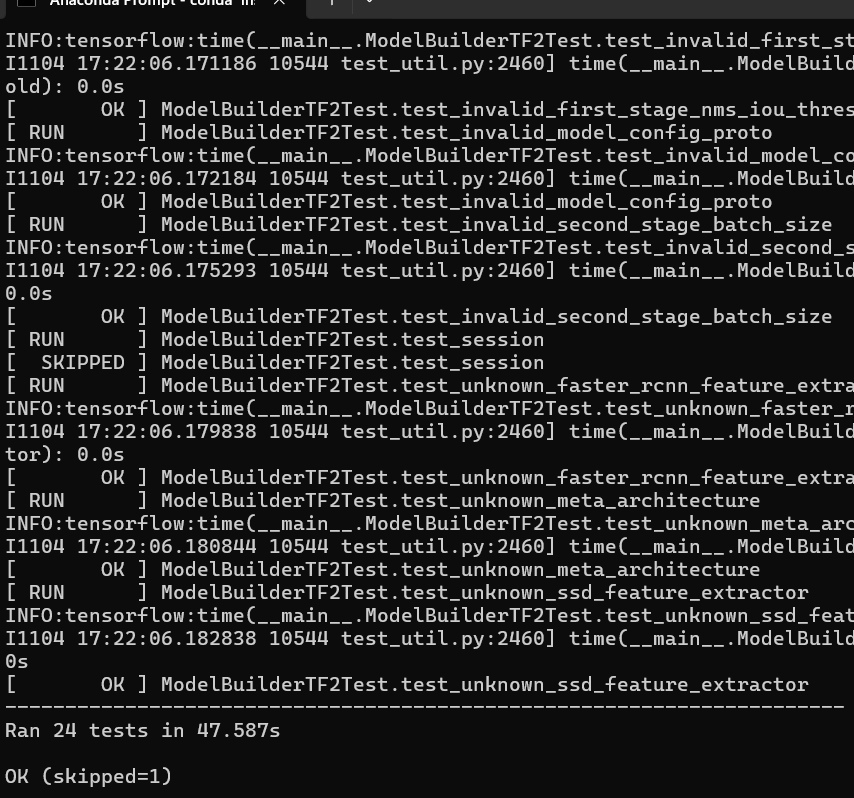 Anaconda Prompt - conda in
INFO:tensorflow:time(__main__.ModelBuilderTF2Test.test_invalid_first_st
I1104 17:22:06.171186 10544 test_util.py:2460] time(__main__.ModelBuild
old): 0.0s
[       OK ] ModelBuilderTF2Test.test_invalid_first_stage_nms_iou_thres
[ RUN      ] ModelBuilderTF2Test.test_invalid_model_config_proto
INFO:tensorflow:time(__main__.ModelBuilderTF2Test.test_invalid_model_co
I1104 17:22:06.172184 10544 test_util.py:2460] time(__main__.ModelBuild
[       OK ] ModelBuilderTF2Test.test_invalid_model_config_proto
[ RUN      ] ModelBuilderTF2Test.test_invalid_second_stage_batch_size
INFO:tensorflow:time(__main__.ModelBuilderTF2Test.test_invalid_second_s
I1104 17:22:06.175293 10544 test_util.py:2460] time(__main__.ModelBuild
0.0s
[       OK ] ModelBuilderTF2Test.test_invalid_second_stage_batch_size
[ RUN      ] ModelBuilderTF2Test.test_session
[  SKIPPED ] ModelBuilderTF2Test.test_session
[ RUN      ] ModelBuilderTF2Test.test_unknown_faster_rcnn_feature_extra
INFO:tensorflow:time(__main__.ModelBuilderTF2Test.test_unknown_faster_r
I1104 17:22:06.179838 10544 test_util.py:2460] time(__main__.ModelBuild
tor): 0.0s
[       OK ] ModelBuilderTF2Test.test_unknown_faster_rcnn_feature_extra
[ RUN      ] ModelBuilderTF2Test.test_unknown_meta_architecture
INFO:tensorflow:time(__main__.ModelBuilderTF2Test.test_unknown_meta_arc
I1104 17:22:06.180844 10544 test_util.py:2460] time(__main__.ModelBuild
[       OK ] ModelBuilderTF2Test.test_unknown_meta_architecture
[ RUN      ] ModelBuilderTF2Test.test_unknown_ssd_feature_extractor
INFO:tensorflow:time(__main__.ModelBuilderTF2Test.test_unknown_ssd_feat
I1104 17:22:06.182838 10544 test_util.py:2460] time(__main__.ModelBuild
0s
[       OK ] ModelBuilderTF2Test.test_unknown_ssd_feature_extractor
----------------------------------------------------------------------
Ran 24 tests in 47.587s
OK (skipped=1)